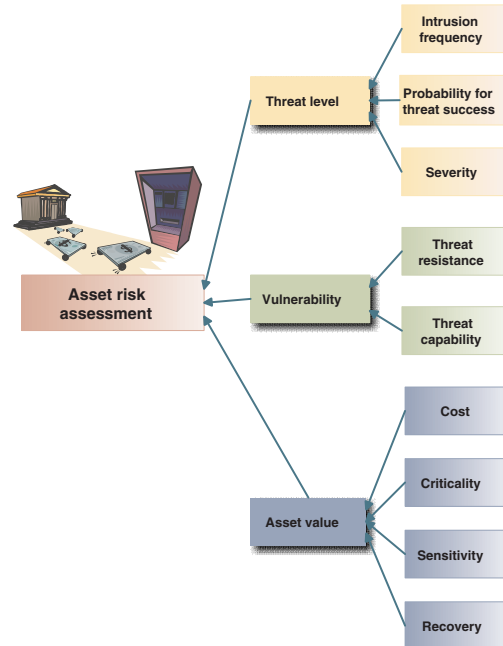 Intrusion
frequency
Threat level
Probability for
threat success
Severity
Asset risk
assessment
Vulnerability
Threat
resistance
Threat
capability
Asset value
Cost
Criticality
Sensitivity
Recovery